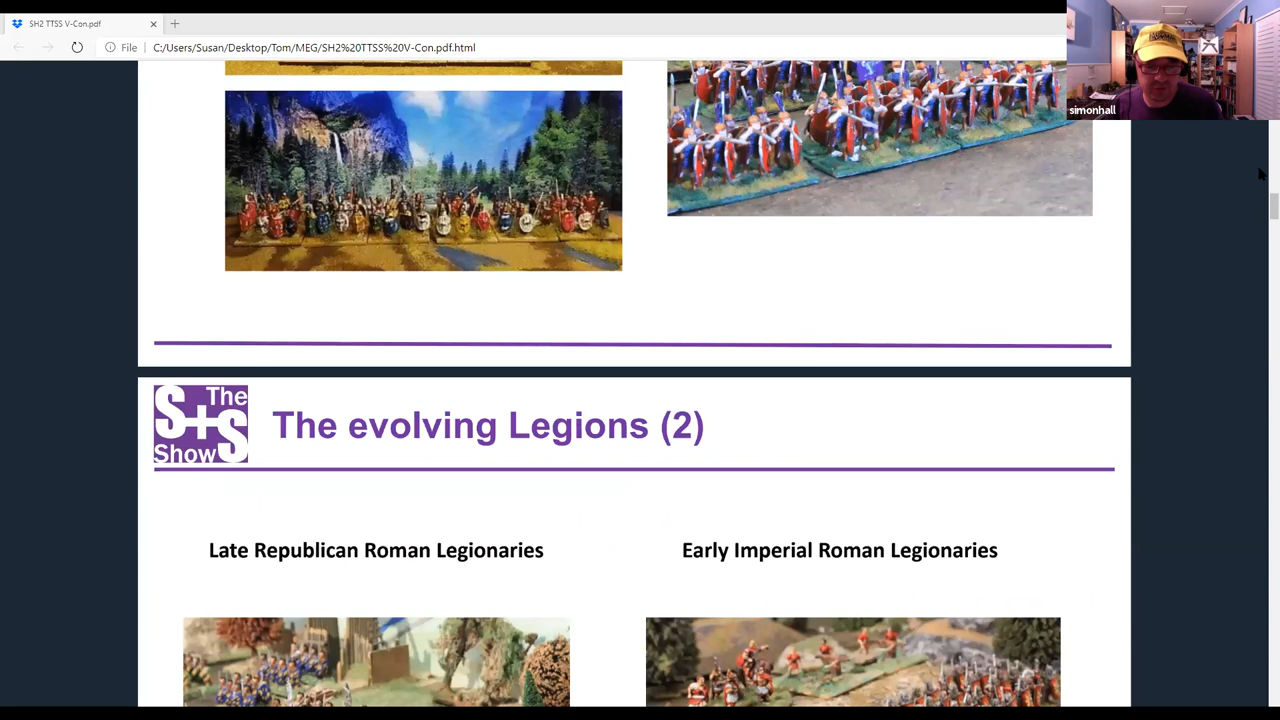 SH2 TTSS V-Con.pdf
File
C:/Users/Susan/Desktop/Tom/MEG/SH2%20TTSS%20V-Con.pdf.html
simonhall
The
S+S
Show
The evolving Legions (2)
Late Republican Roman Legionaries
Early Imperial Roman Legionaries